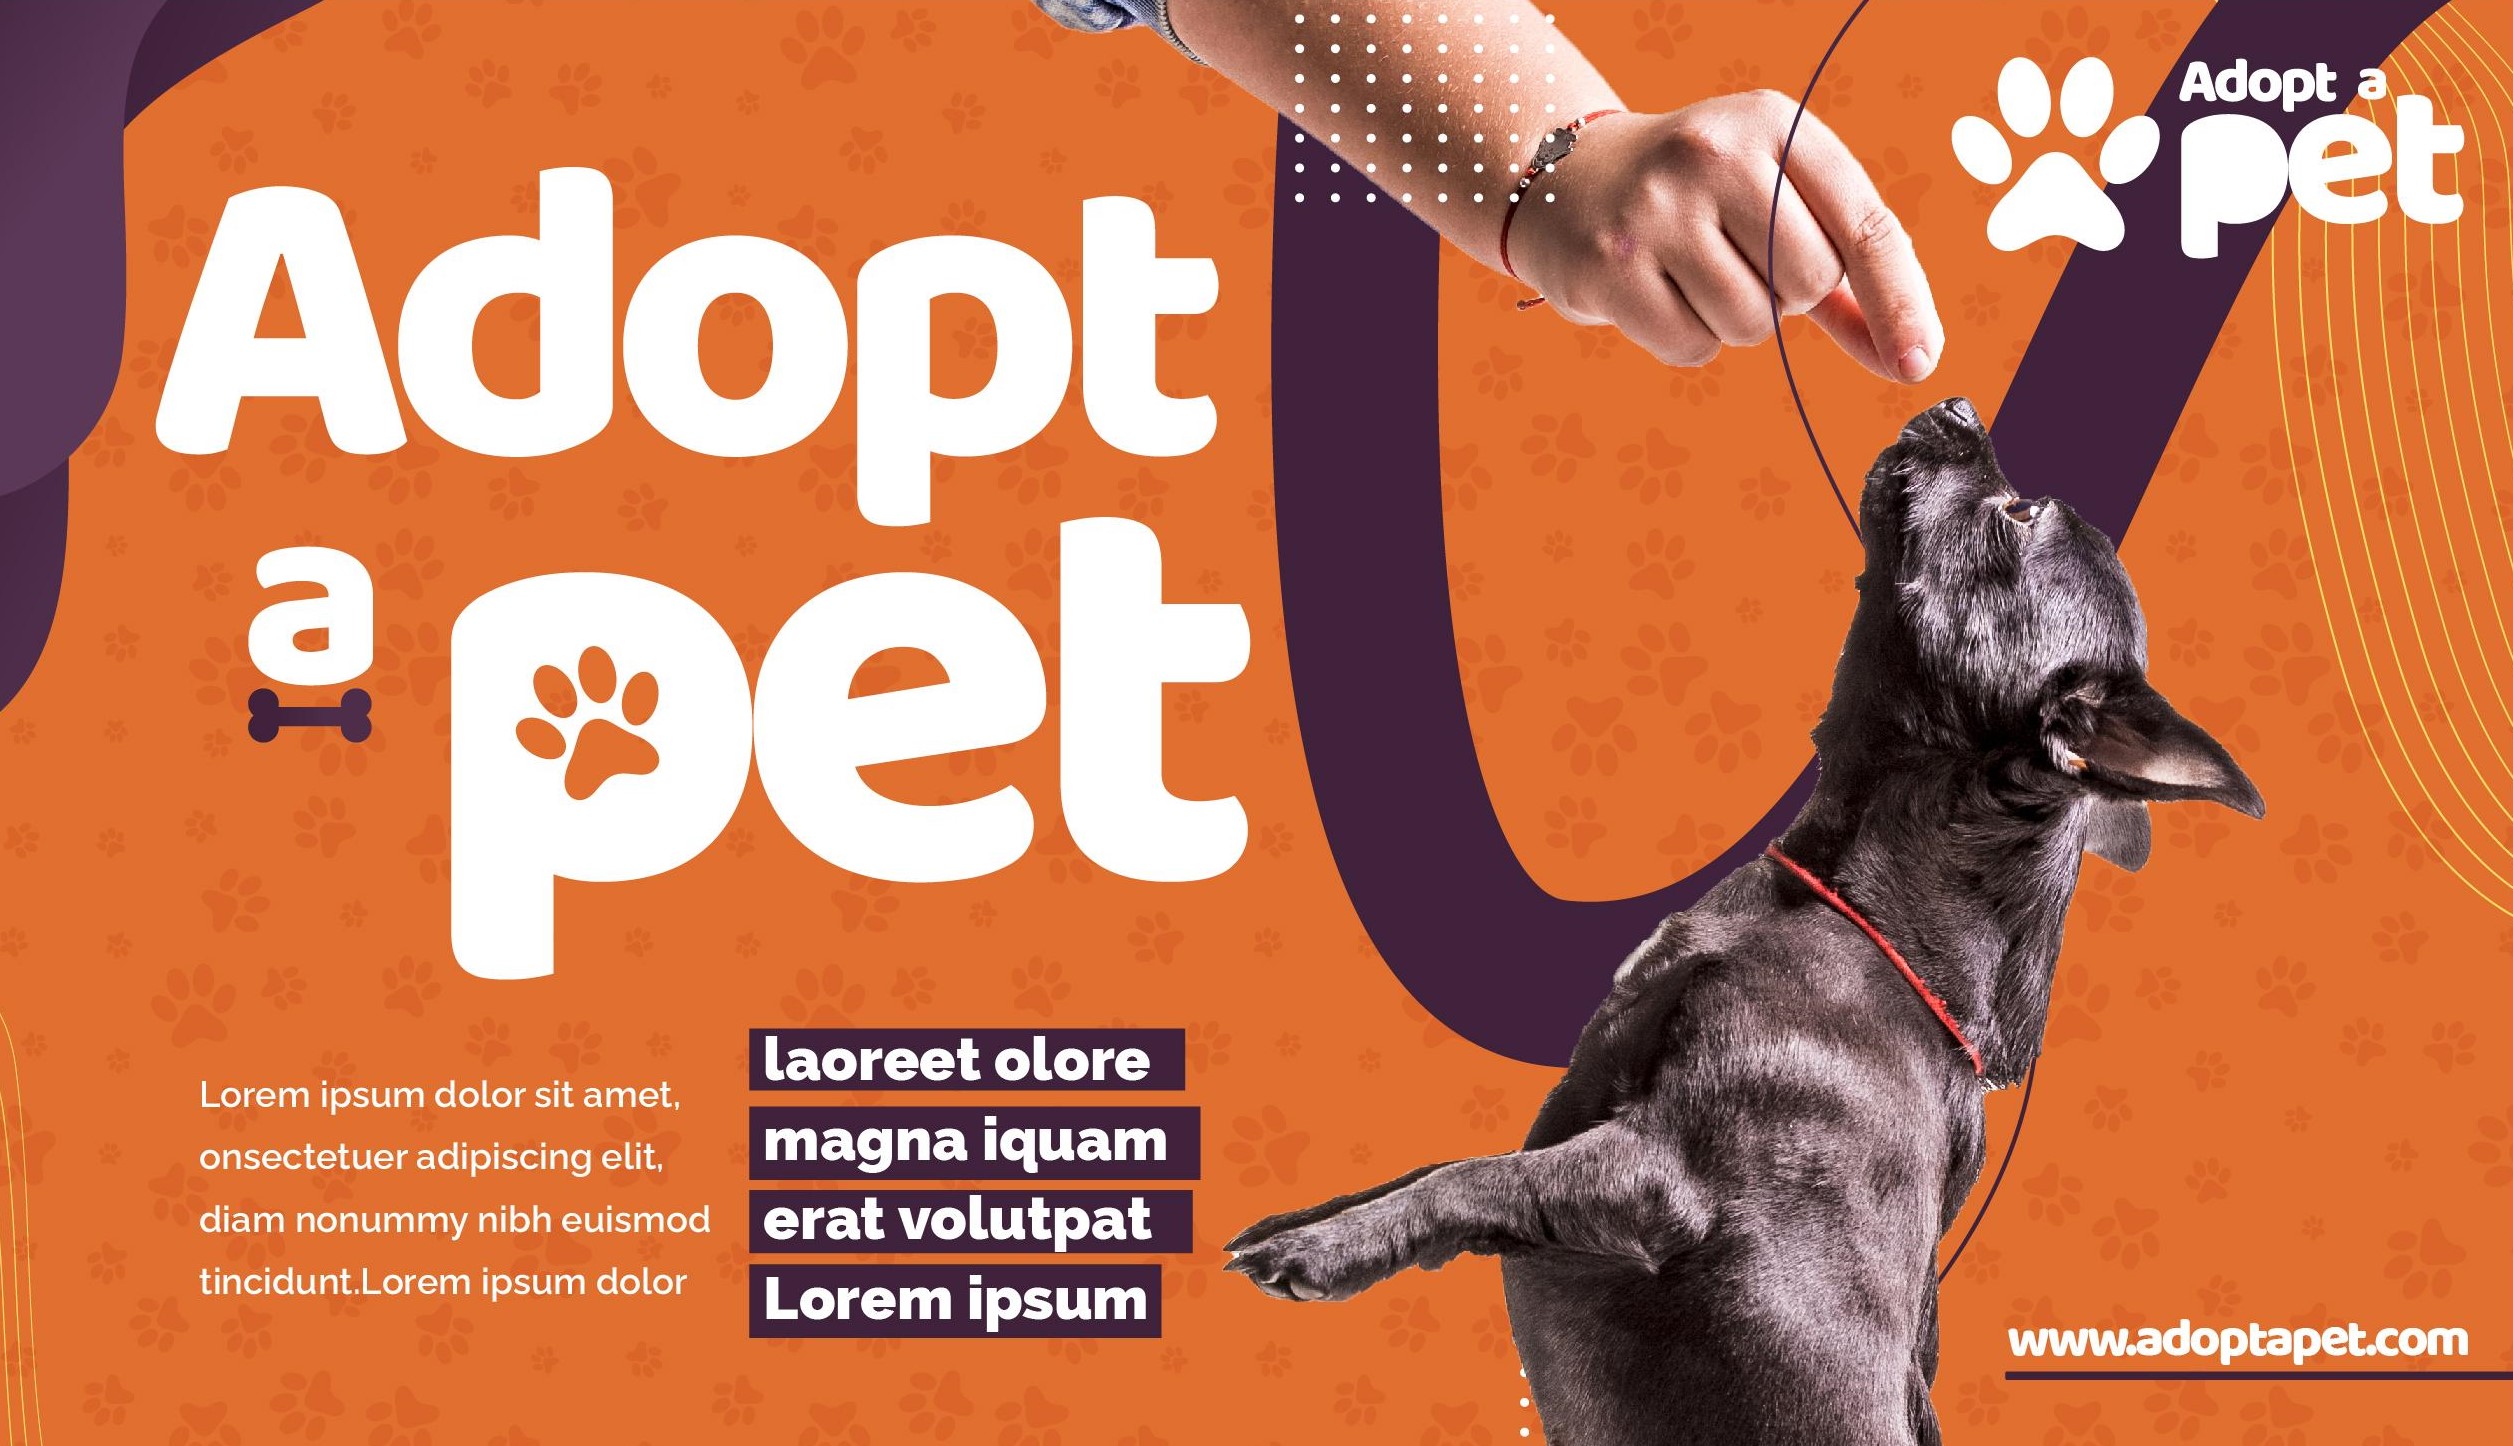 Adopt
a
pet
Adopt a
pet
Lorem ipsum dolor sit amet,
onsectetuer adipiscing elit,
diam nonummy nibh euismod
tincidunt.Lorem ipsum dolor
laoreet olore
magna iquam
erat volutpat
Lorem ipsum
www.adoptapet.com